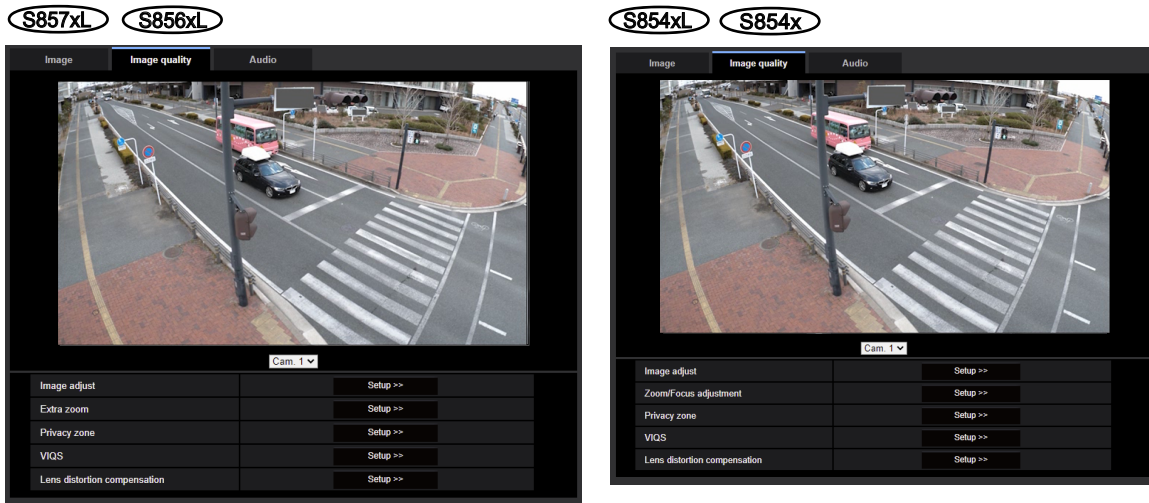 S857xL S856xL
Image Image quality Audio
Cam. 1
Image adjust Setup >>
Extra zoom Setup >>
Privacy zone Setup >>
VIQS Setup >>
Lens distortion compensation Setup >>
S854xL S854x
Image Image quality Audio
Cam. 1
Image adjust Setup >>
Zoom/Focus adjustment Setup >>
Privacy zone Setup >>
VIQS Setup >>
Lens distortion compensation Setup >>